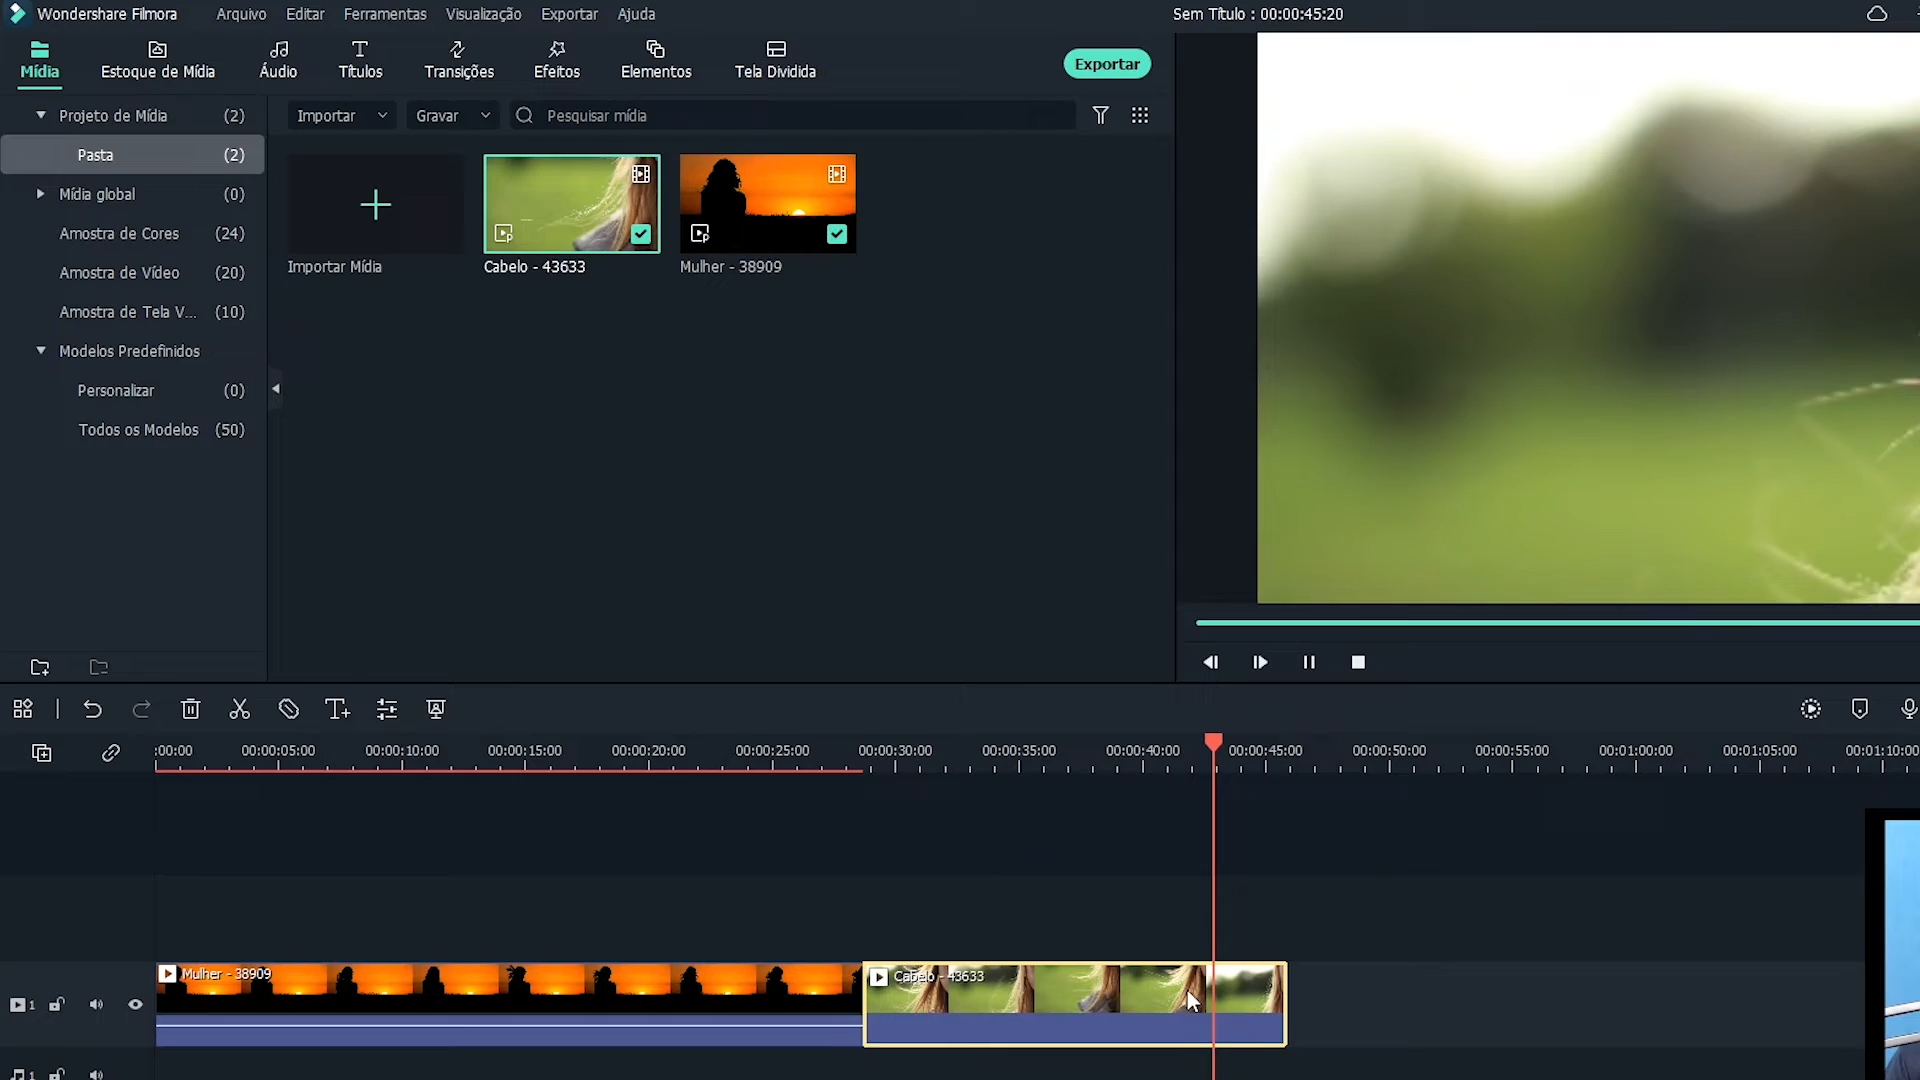 Wondershare Filmora Arquivo Editar Ferramentas Visualização Exportar Ajuda Sem Título : 00:00:45:20
Mídia Estoque de Mídia Áudio Títulos Transições Efeitos Elementos Tela Dividida Exportar
Projeto de Mídia (2) Importar Gravar Pesquisar mídia
Pasta (2)
Mídia global (0)
Amostra de Cores (24)
Amostra de Vídeo (20)
Amostra de Tela V... (10)
Modelos Predefinidos
Personalizar (0)
Todos os Modelos (50)
Importar Mídia Cabelo - 43633 Mulher - 38909
:00:00 00:00:05:00 00:00:10:00 00:00:15:00 00:00:20:00 00:00:25:00 00:00:30:00 00:00:35:00 00:00:40:00 00:00:45:00 00:00:50:00 00:00:55:00 00:01:00:00 00:01:05:00 00:01:10:00
Mulher - 38909 Cabelo - 43633
1
1